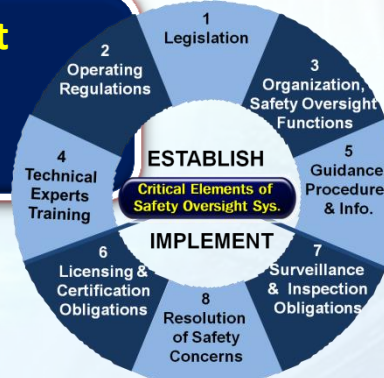 t
1
Legislation
2
Operating
Regulations
3
Organization,
Safety Oversight
Functions
4
Technical
Experts
Training
ESTABLISH
Critical Elements of
Safety Oversight Sys.
IMPLEMENT
5
Guidance
Procedure
& Info.
6
Licensing &
Certification
Obligations
7
Surveillance
& Inspection
Obligations
8
Resolution
of Safety
Concerns